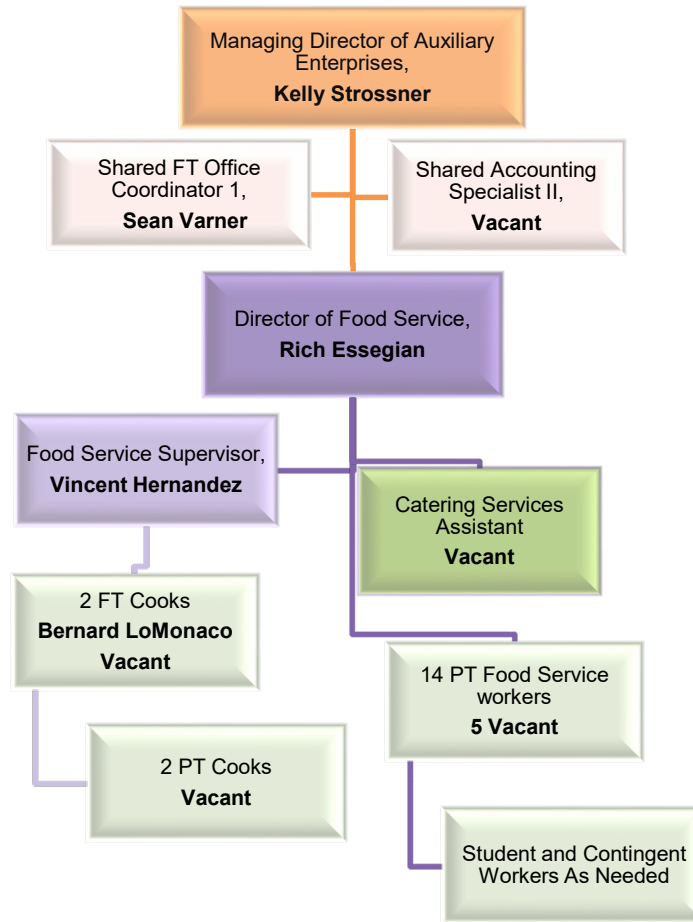 Managing Director of Auxiliary
Enterprises,
Kelly Strossner
Shared FT Office
Coordinator 1,
Sean Varner
Shared Accounting
Specialist II,
Vacant
Director of Food Service,
Rich Essegian
Food Service Supervisor,
Vincent Hernandez
Catering Services
Assistant
Vacant
2 FT Cooks
Bernard LoMonaco
Vacant
14 PT Food Service
workers
5 Vacant
2 PT Cooks
Vacant
Student and Contingent
Workers As Needed